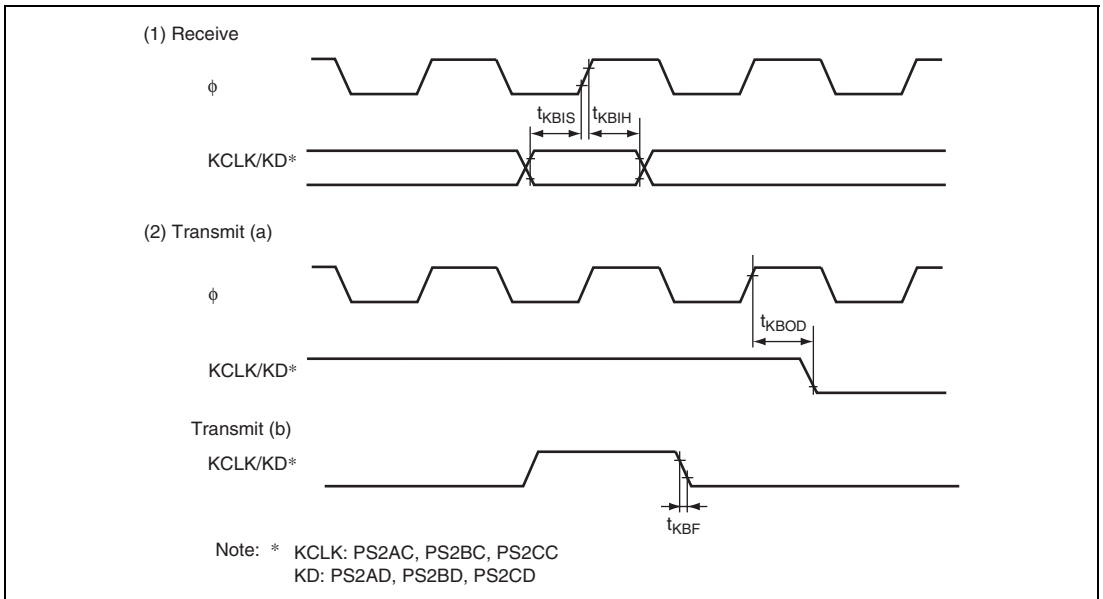 (1) Receive
ϕ
tKBIS tKBIH
KCLK/KD*
(2) Transmit (a)
ϕ
tKBOD
KCLK/KD*
Transmit (b)
KCLK/KD*
tKBF
Note: * KCLK: PS2AC, PS2BC, PS2CC
KD: PS2AD, PS2BD, PS2CD